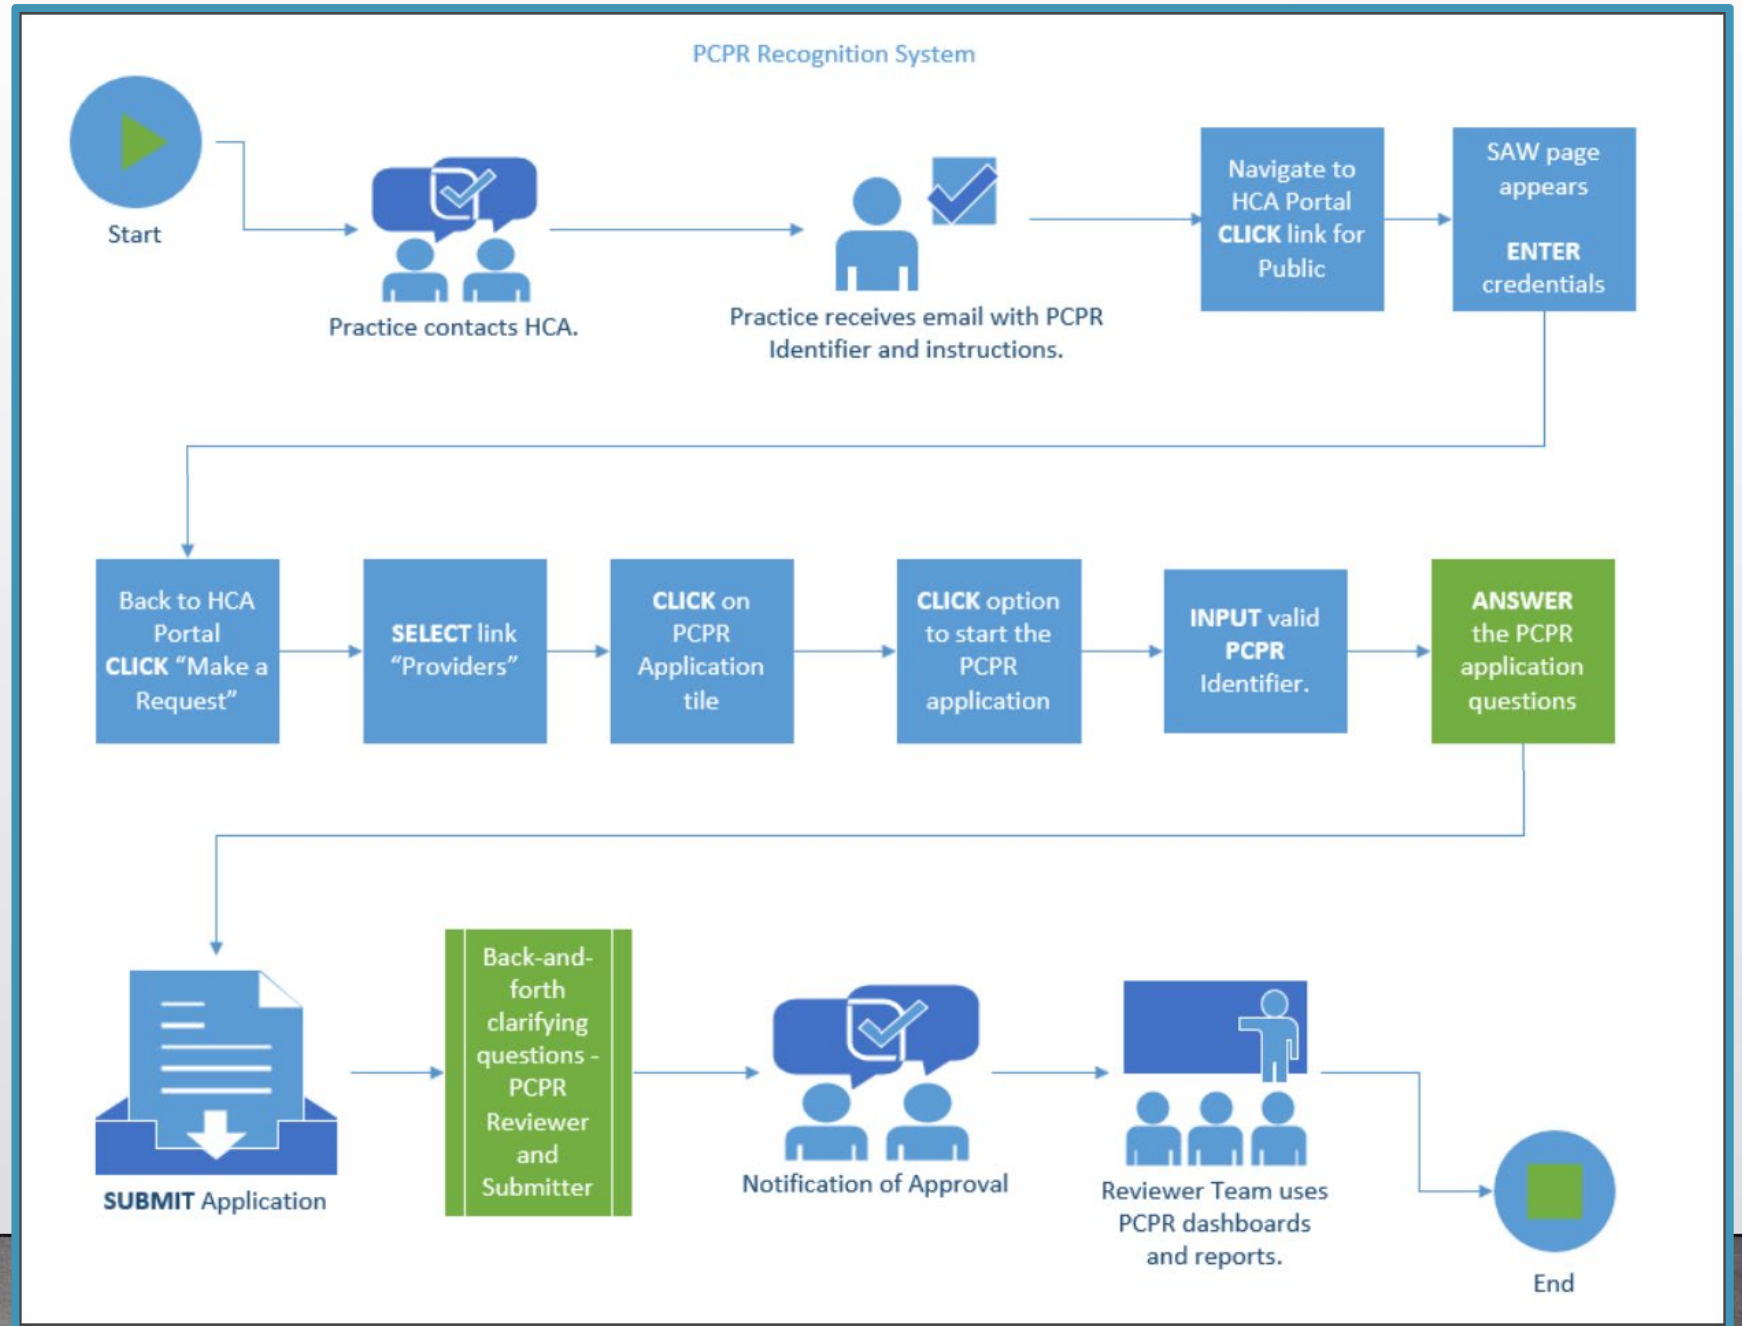 PCPR Recognition System
Start
Practice contacts HCA.
Practice receives email with PCPR
Identifier and instructions.
Navigate to
HCA Portal
CLICK link for
Public
SAW page
appears
ENTER
credentials
Back to HCA
Portal
CLICK “Make a
Request”
SELECT link
“Providers”
CLICK on
PCPR
Application
tile
CLICK option
to start the
PCPR
application
INPUT valid
PCPR
Identifier.
ANSWER
the PCPR
application
questions
SUBMIT Application
Back-and-
forth
clarifying
questions -
PCPR
Reviewer
and
Submitter
Notification of Approval
Reviewer Team uses
PCPR dashboards
and reports.
End